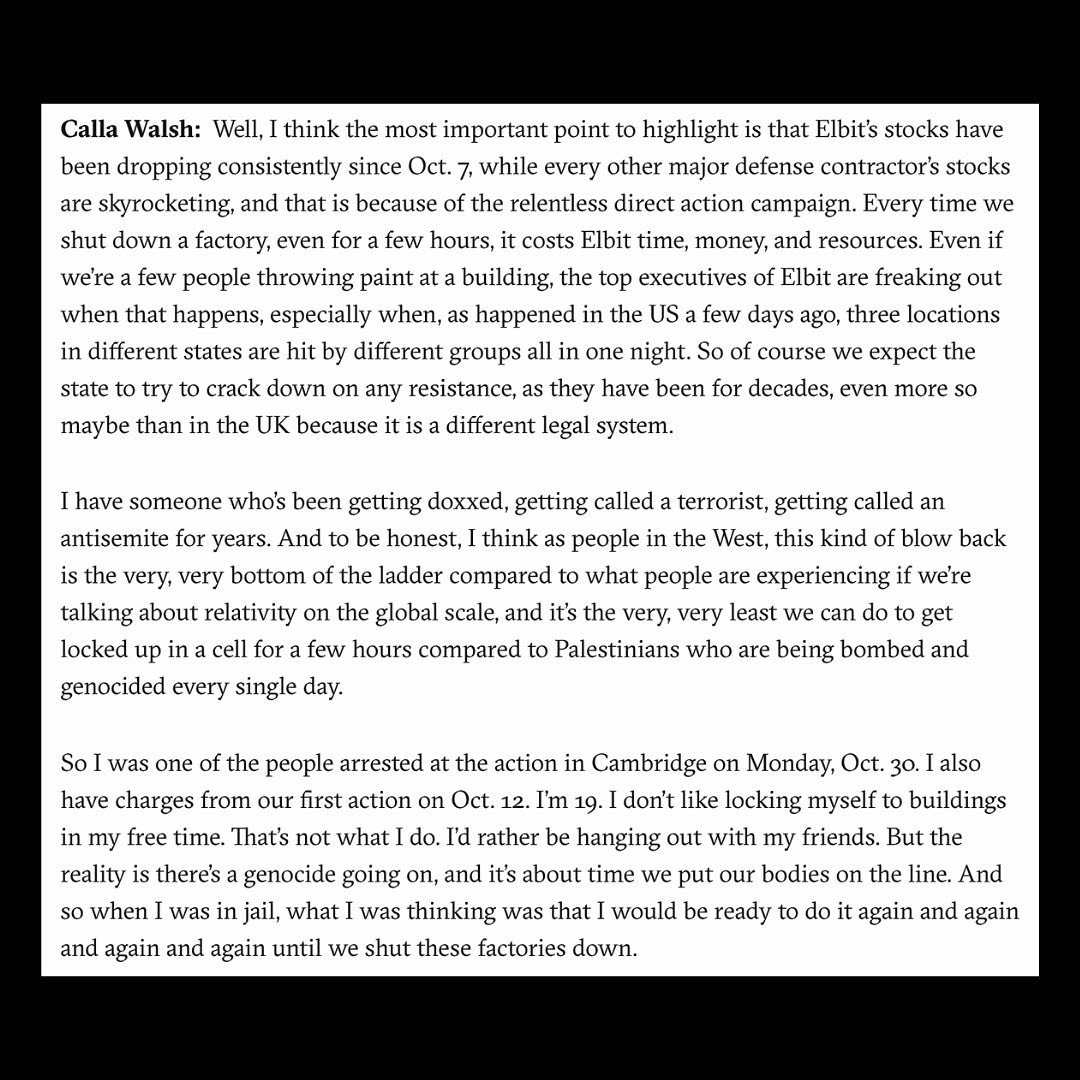 Calla Walsh: Well, I think the most important point to highlight is that Elbit's stocks have
been dropping consistently since Oct. 7, while every other major defense contractor's stocks
are skyrocketing, and that is because of the relentless direct action campaign. Every time we
shut down a factory, even for a few hours, it costs Elbit time, money, and resources. Even if
we're a few people throwing paint at a building, the top executives of Elbit are freaking out
when that happens, especially when, as happened in the US a few days ago, three locations
in different states are hit by different groups all in one night. So of course we expect the
state to try to crack down on any resistance, as they have been for decades, even more so
maybe than in the UK because it is a different legal system.
I have someone who's been getting doxxed, getting called a terrorist, getting called an
antisemite for years. And to be honest, I think as people in the West, this kind of blow back
is the very, very bottom of the ladder compared to what people are experiencing if we're
talking about relativity on the global scale, and it's the very, very least we can do to get
locked up in a cell for a few hours compared to Palestinians who are being bombed and
genocided every single day.
So I was one of the people arrested at the action in Cambridge on Monday, Oct. 30. I also
have charges from our first action on Oct. 12. I'm 19. I don't like locking myself to buildings
in my free time. That's not what I do. I'd rather be hanging out with my friends. But the
reality is there's a genocide going on, and it's about time we put our bodies on the line. And
so when I was in jail, what I was thinking was that I would be ready to do it again and again
and again and again until we shut these factories down.